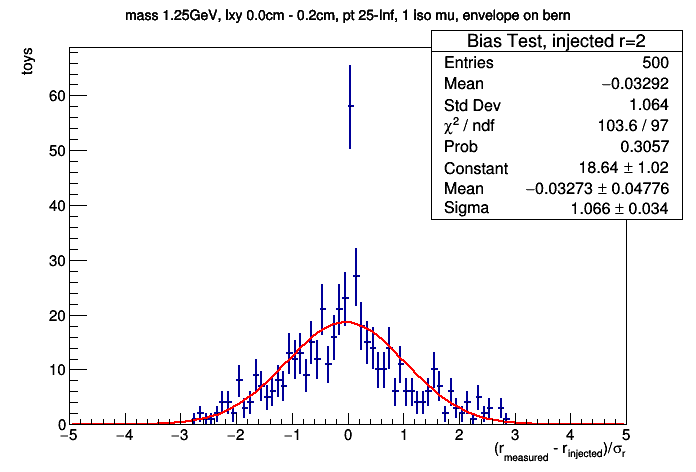 mass 1.25GeV, lxy 0.0cm - 0.2cm, pt 25-Inf, 1 Iso mu, envelope on bern
Bias Test, injected r=2
Entries 500
Mean −0.03292
Std Dev 1.064
χ² / ndf 103.6 / 97
Prob 0.3057
Constant 18.64 ± 1.02
Mean −0.03273 ± 0.04776
Sigma 1.066 ± 0.034
toys
60
50
40
30
20
10
0
−5 −4 −3 −2 −1 0 1 2 3 4 5
(r_measured - r_injected)/σ_r